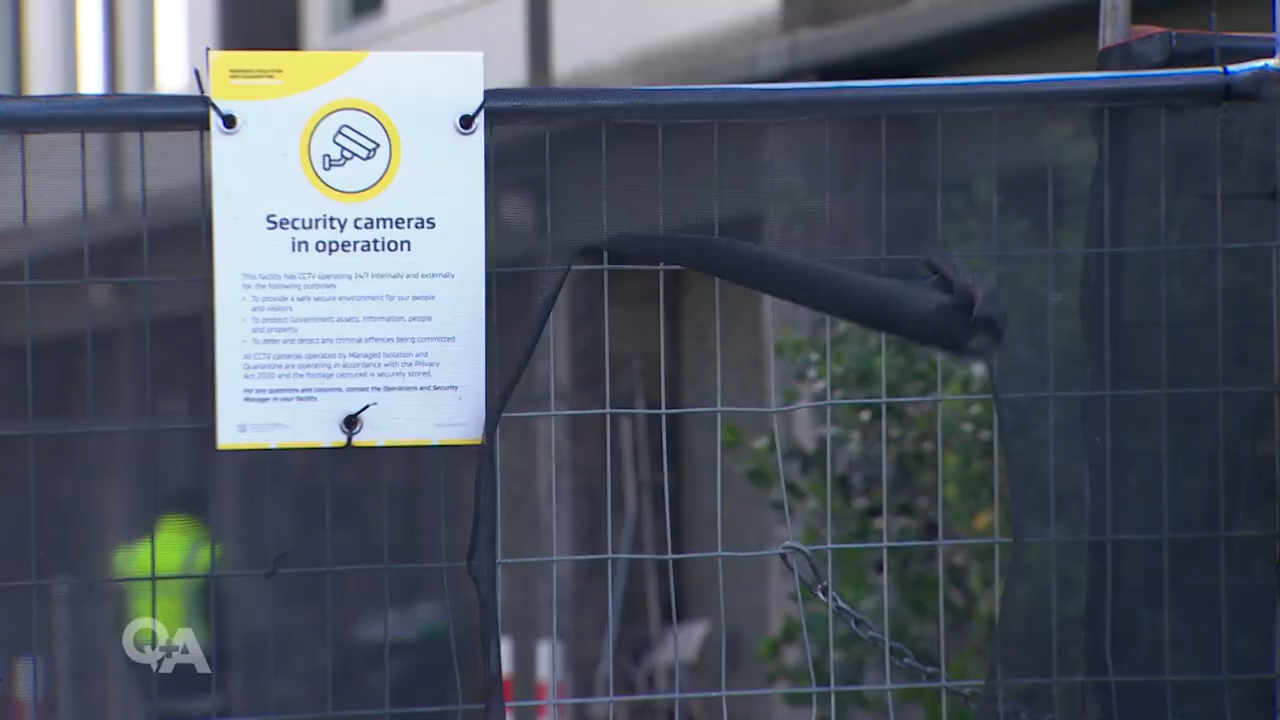 MANAGED ISOLATION
AND QUARANTINE
Security cameras
in operation
This facility has CCTV operating 24/7 internally and externally
for the following purposes:
• To provide a safe secure environment for our people
and visitors
• To protect Government assets, information, people
and property
• To deter and detect any criminal offences being committed
All CCTV cameras operated by Managed Isolation and
Quarantine are operating in accordance with the Privacy
Act 2020 and the footage captured is securely stored.
For any questions and concerns, contact the Operations and Security
Manager in your facility.
Q+A